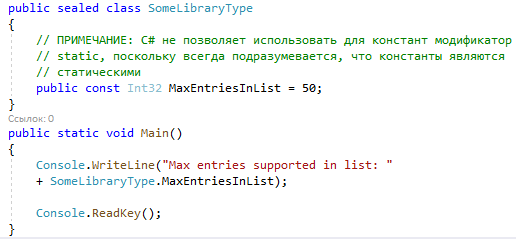 public sealed class SomeLibraryType
{
// ПРИМЕЧАНИЕ: C# не позволяет использовать для констант модификатор
// static, поскольку всегда подразумевается, что константы являются
// статическими
public const Int32 MaxEntriesInList = 50;
}
Ссылок: 0
public static void Main()
{
Console.WriteLine("Max entries supported in list: "
+ SomeLibraryType.MaxEntriesInList);
Console.ReadKey();
}